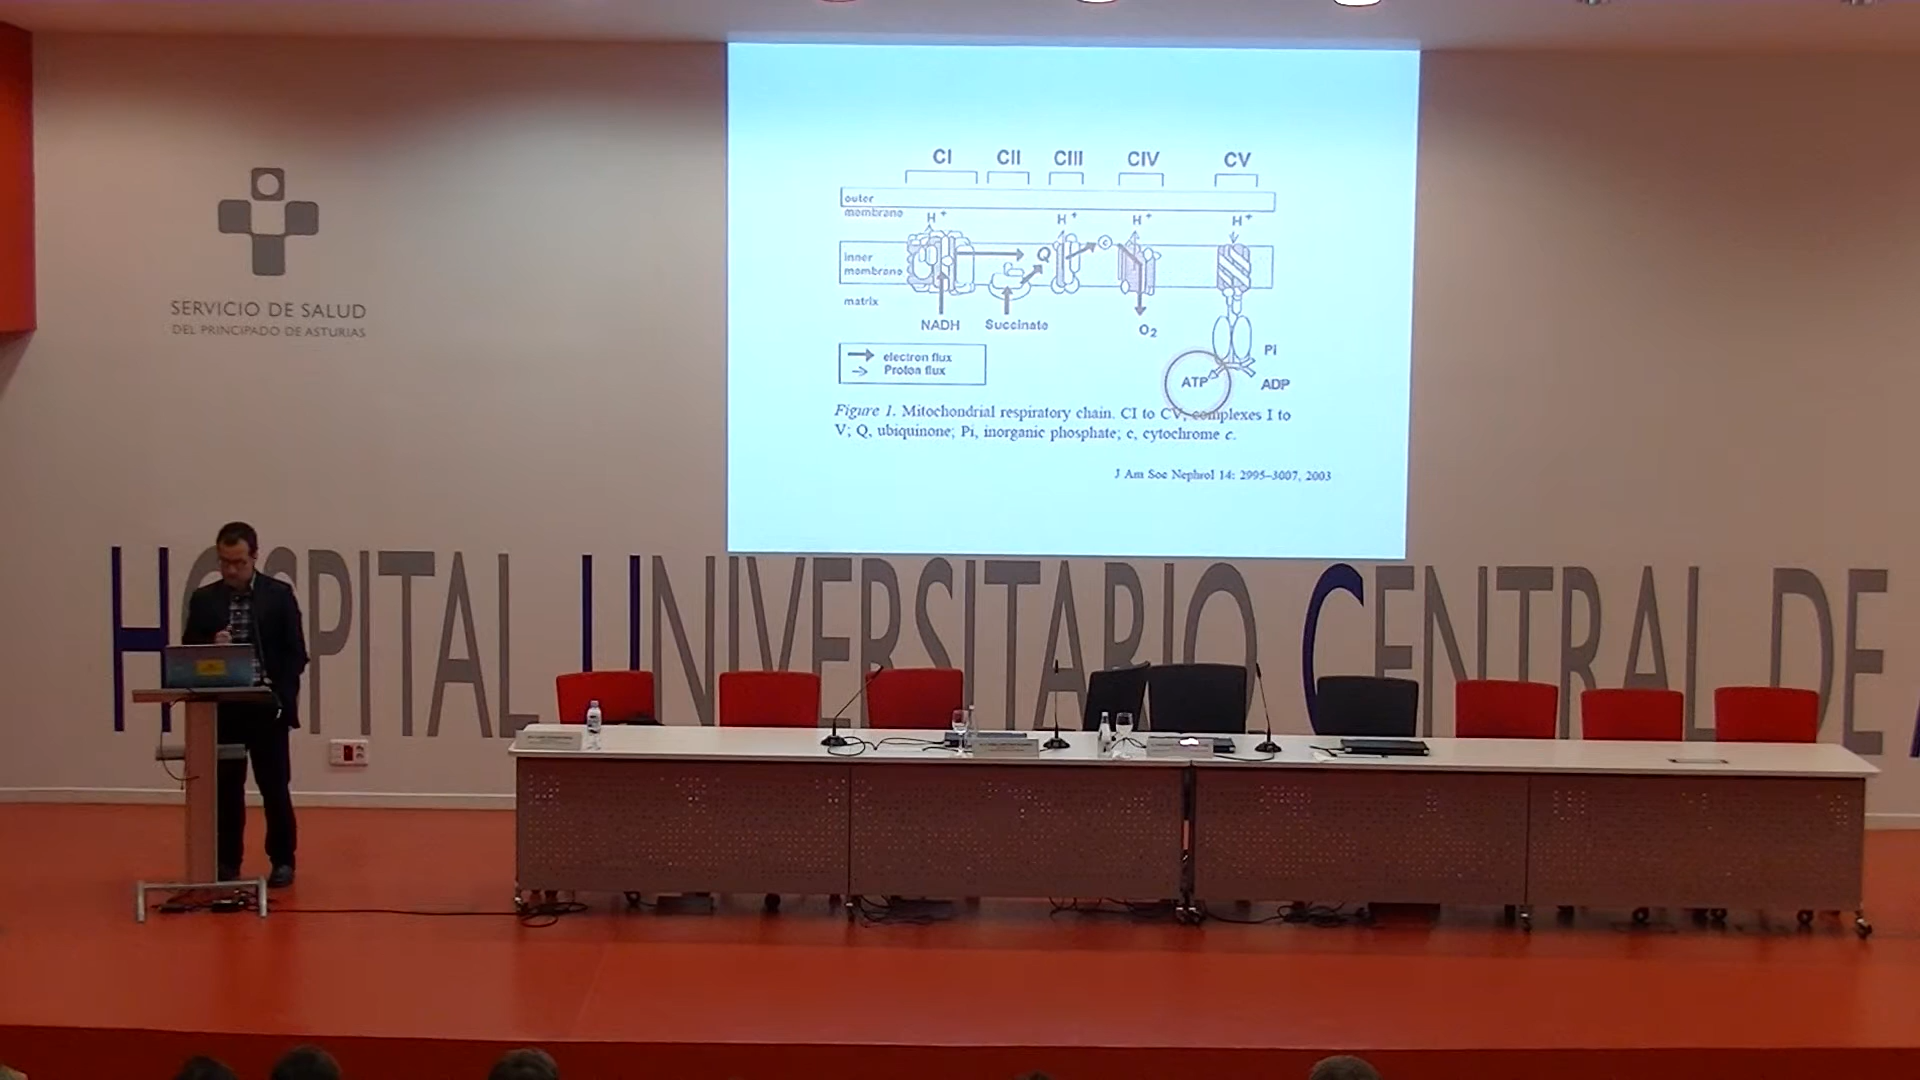 CI CII CIII CIV CV
outer
membrane
H+ H+ H+ H+
inner
membrane
Q
c
matrix
NADH Succinate O2
electron flux
Proton flux
Pi
ATP
ADP
Figure 1. Mitochondrial respiratory chain. CI to CV, complexes I to
V; Q, ubiquinone; Pi, inorganic phosphate; c, cytochrome c.
J Am Soc Nephrol 14: 2995–3007, 2003
SERVICIO DE SALUD
DEL PRINCIPADO DE ASTURIAS
HOSPITAL UNIVERSITARIO CENTRAL DE